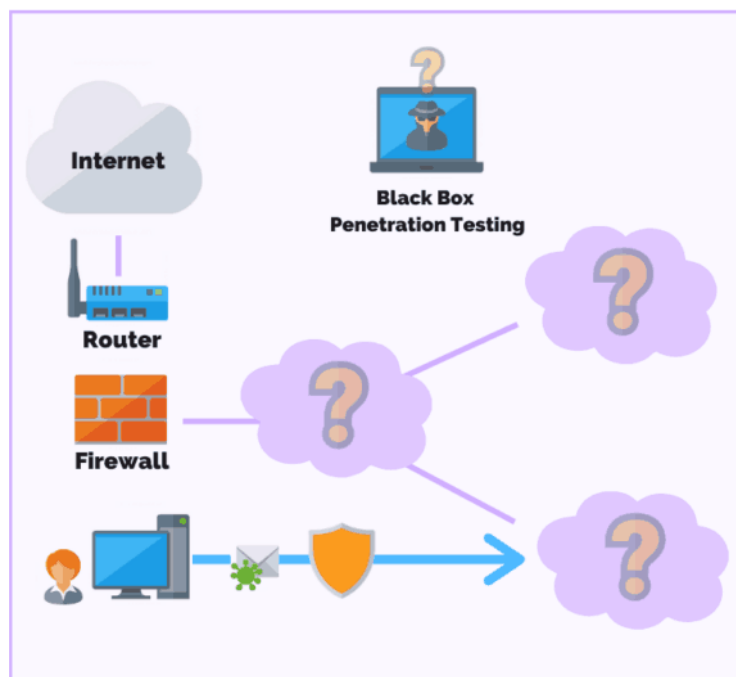 Internet
Black Box
Penetration Testing
Router
Firewall
?
?
?
?